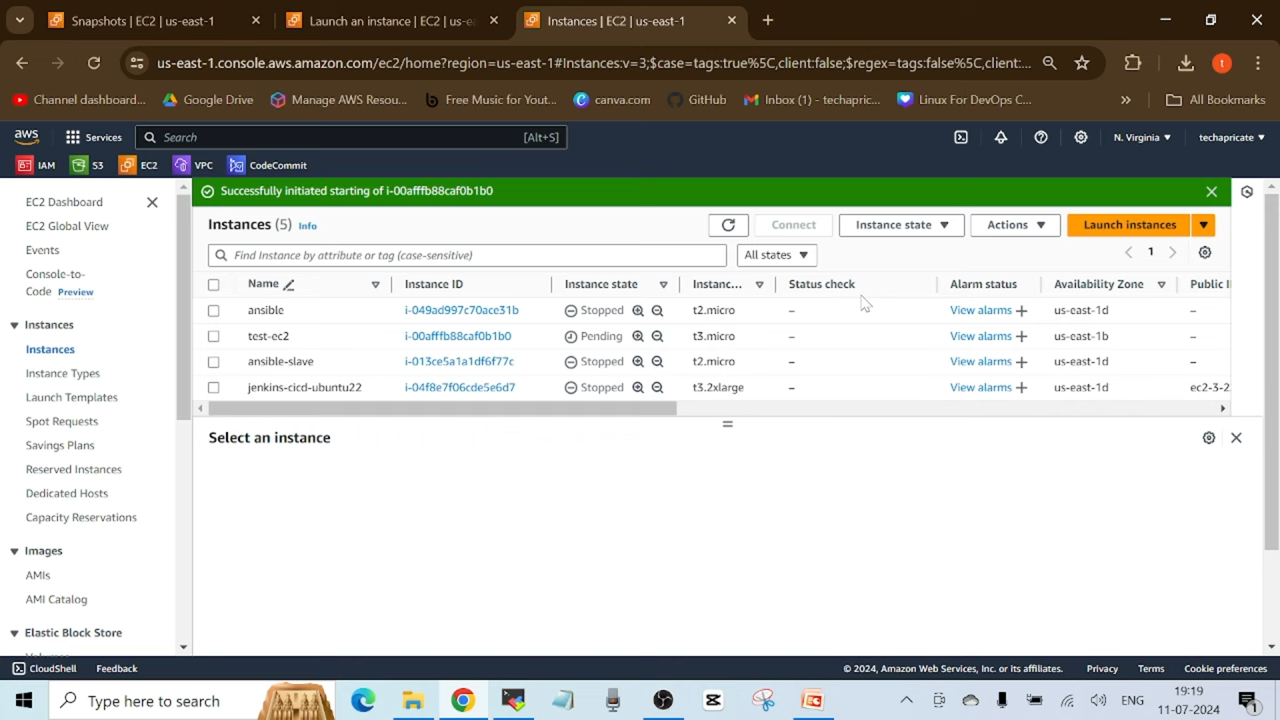 Snapshots | EC2 | us-east-1
Launch an instance | EC2 | us-ea
Instances | EC2 | us-east-1
us-east-1.console.aws.amazon.com/ec2/home?region=us-east-1#Instances:v=3;$case=tags:true%5C,client:false;$regex=tags:false%5C,client:...
Channel dashboard... Google Drive Manage AWS Resou... Free Music for Yout... canva.com GitHub Inbox (1) - techapric... Linux For DevOps C... » All Bookmarks
aws Services Search [Alt+S] N. Virginia techapricate
IAM S3 EC2 VPC CodeCommit
EC2 Dashboard
EC2 Global View
Events
Console-to-
Code Preview
Instances
Instances
Instance Types
Launch Templates
Spot Requests
Savings Plans
Reserved Instances
Dedicated Hosts
Capacity Reservations
Images
AMIs
AMI Catalog
Elastic Block Store
Successfully initiated starting of i-00afffb88caf0b1b0
Instances (5) Info Connect Instance state Actions Launch instances
Find Instance by attribute or tag (case-sensitive) All states 1
Name Instance ID Instance state Instanc... Status check Alarm status Availability Zone Public I
ansible i-049ad997c70ace31b Stopped t2.micro – View alarms + us-east-1d –
test-ec2 i-00afffb88caf0b1b0 Pending t3.micro – View alarms + us-east-1b –
ansible-slave i-013ce5a1a1df6f77c Stopped t2.micro – View alarms + us-east-1d –
jenkins-cicd-ubuntu22 i-04f8e7f06cde5e6d7 Stopped t3.2xlarge – View alarms + us-east-1d ec2-3-2
Select an instance
CloudShell Feedback © 2024, Amazon Web Services, Inc. or its affiliates. Privacy Terms Cookie preferences
Type here to search ENG 19:19
11-07-2024